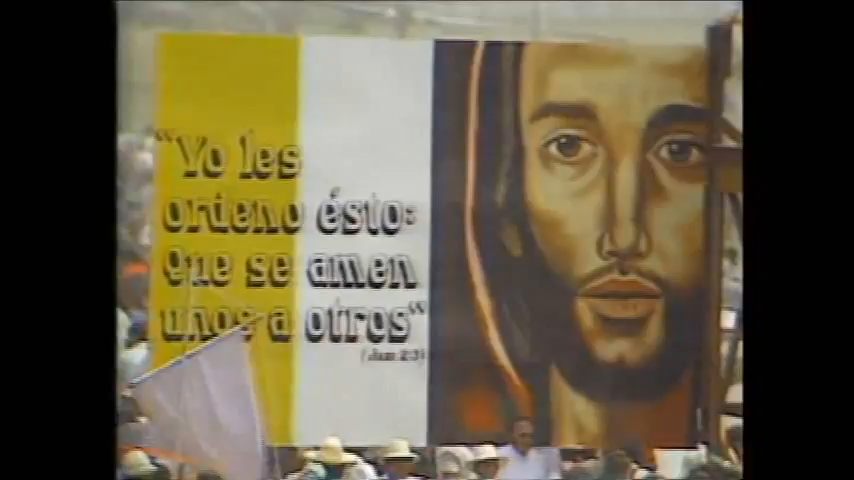 "Yo les
ordeno ésto:
Que se amen
unos a otros"